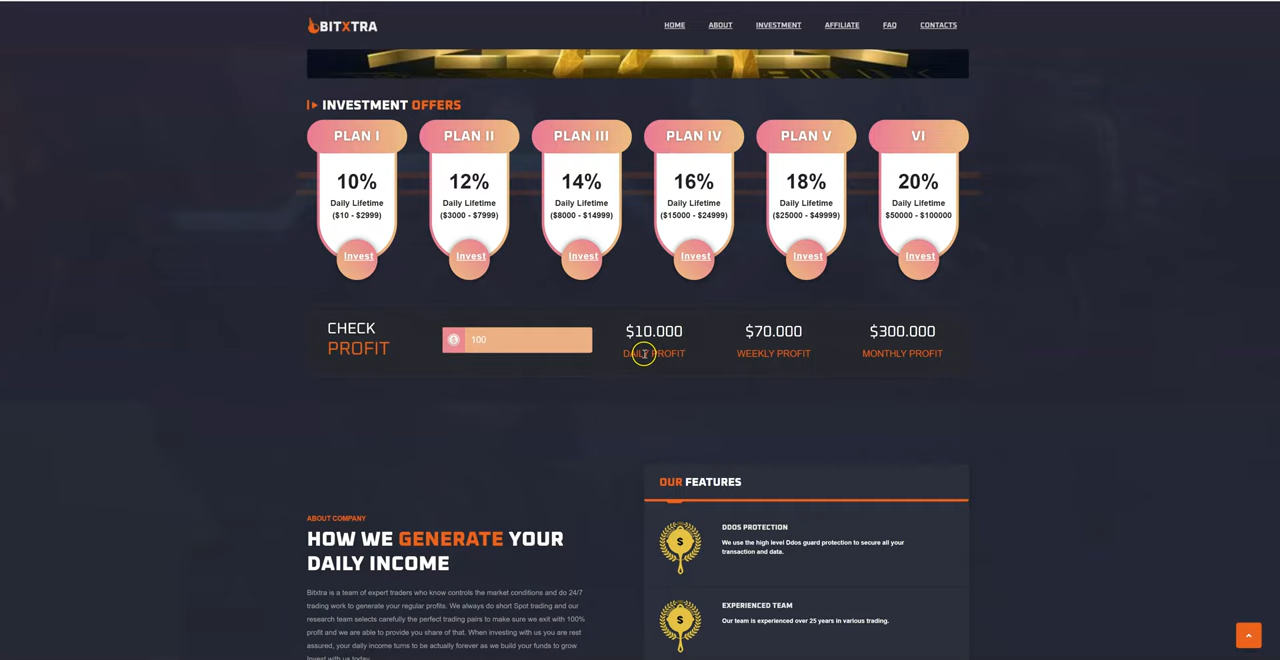 BITXTRA
HOME ABOUT INVESTMENT AFFILIATE FAQ CONTACTS
INVESTMENT OFFERS
PLAN I PLAN II PLAN III PLAN IV PLAN V VI
10% 12% 14% 16% 18% 20%
Daily Lifetime Daily Lifetime Daily Lifetime Daily Lifetime Daily Lifetime Daily Lifetime
($10 - $2999) ($3000 - $7999) ($8000 - $14999) ($15000 - $24999) ($25000 - $49999) $50000 - $100000
Invest Invest Invest Invest Invest Invest
CHECK
PROFIT
100
$10.000 $70.000 $300.000
DAILY PROFIT WEEKLY PROFIT MONTHLY PROFIT
ABOUT COMPANY
HOW WE GENERATE YOUR
DAILY INCOME
Bitxtra is a team of expert traders who know controls the market conditions and do 24/7
trading work to generate your regular profits. We always do short Spot trading and our
research team selects carefully the perfect trading pairs to make sure we exit with 100%
profit and we are able to provide you share of that. When investing with us you are rest
assured, your daily income turns to be actually forever as we build your funds to grow
Invest with us today.
OUR FEATURES
DDOS PROTECTION
We use the high level Ddos guard protection to secure all your
transaction and data.
EXPERIENCED TEAM
Our team is experienced over 25 years in various trading.